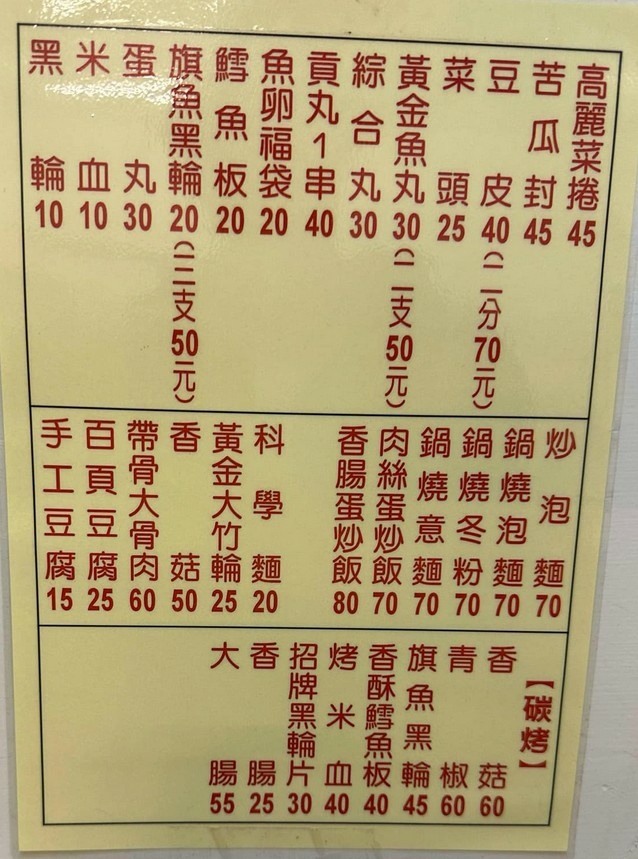 高麗菜捲45
苦瓜封45
豆皮40(二分70元)
菜頭25
黃金魚丸30(二支50元)
綜合丸30
貢丸1串40
魚卵福袋20
鱈魚板20
旗魚黑輪20(三支50元)
蛋丸30
米血10
黑輪10
炒泡麵70
鍋燒泡麵70
鍋燒冬粉70
鍋燒意麵70
肉絲蛋炒飯70
香腸蛋炒飯80
科學麵20
黃金大竹輪25
香菇50
帶骨大骨肉60
百頁豆腐25
手工豆腐15
【碳烤】
香菇60
青椒60
旗魚黑輪45
香酥鱈魚板40
烤米血40
招牌黑輪片30
香腸25
大腸55